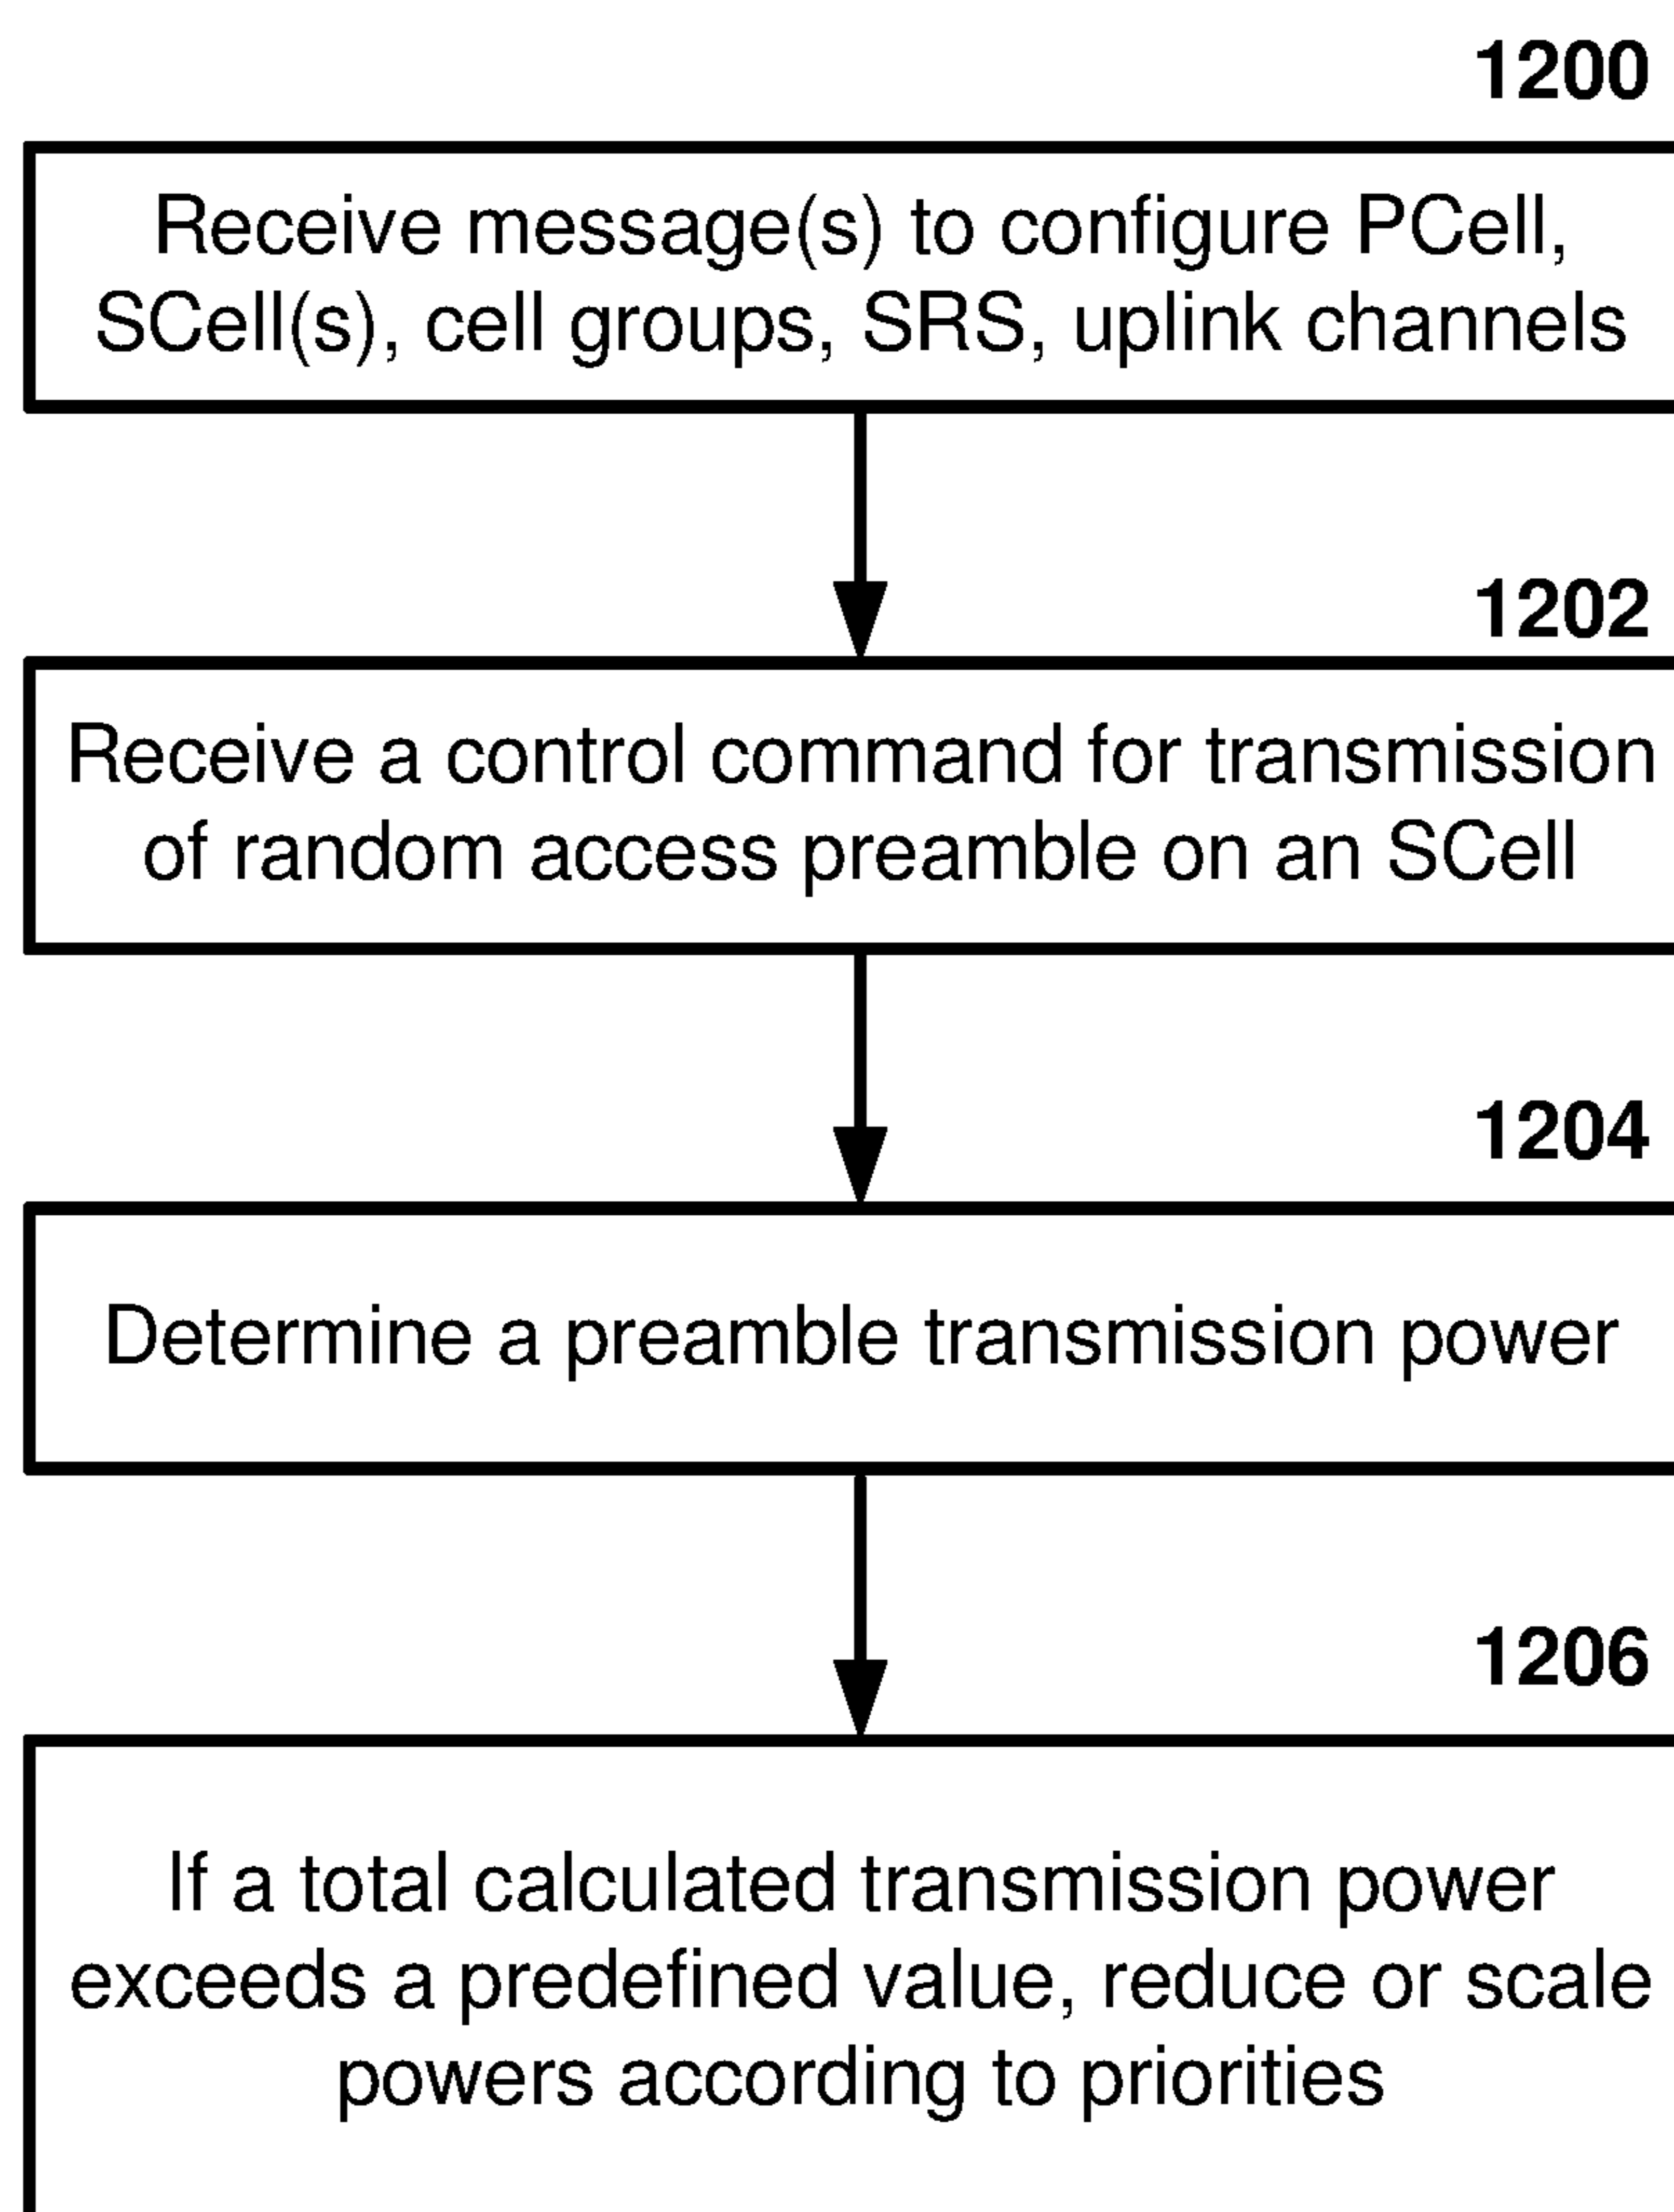 1200
Receive message(s) to configure PCell,
SCell(s), cell groups, SRS, uplink channels
1202
Receive a control command for transmission
of random access preamble on an SCell
1204
Determine a preamble transmission power
1206
If a total calculated transmission power
exceeds a predefined value, reduce or scale
powers according to priorities